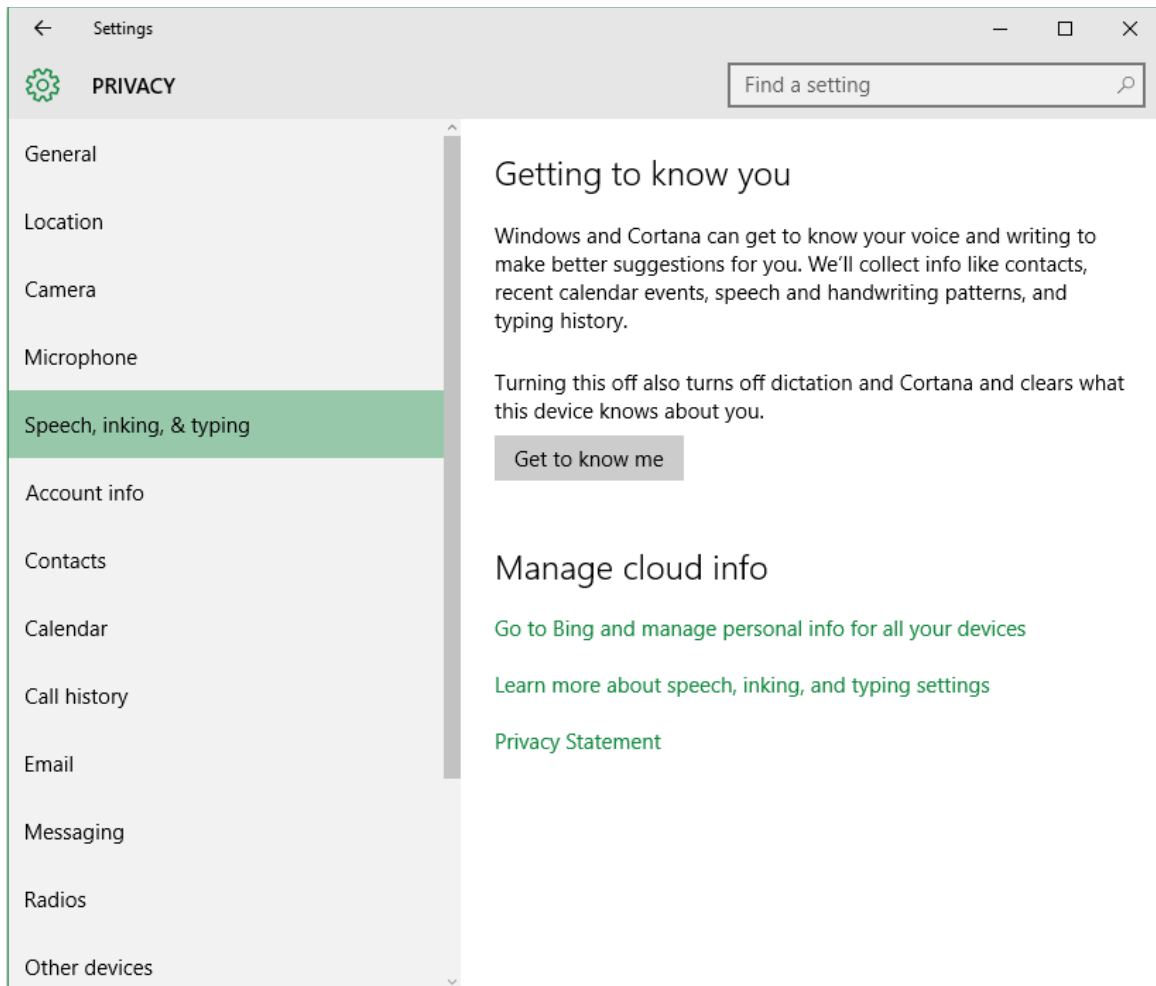 Settings
PRIVACY
Find a setting
General
Location
Camera
Microphone
Speech, inking, & typing
Account info
Contacts
Calendar
Call history
Email
Messaging
Radios
Other devices
Getting to know you
Windows and Cortana can get to know your voice and writing to
make better suggestions for you. We'll collect info like contacts,
recent calendar events, speech and handwriting patterns, and
typing history.
Turning this off also turns off dictation and Cortana and clears what
this device knows about you.
Get to know me
Manage cloud info
Go to Bing and manage personal info for all your devices
Learn more about speech, inking, and typing settings
Privacy Statement